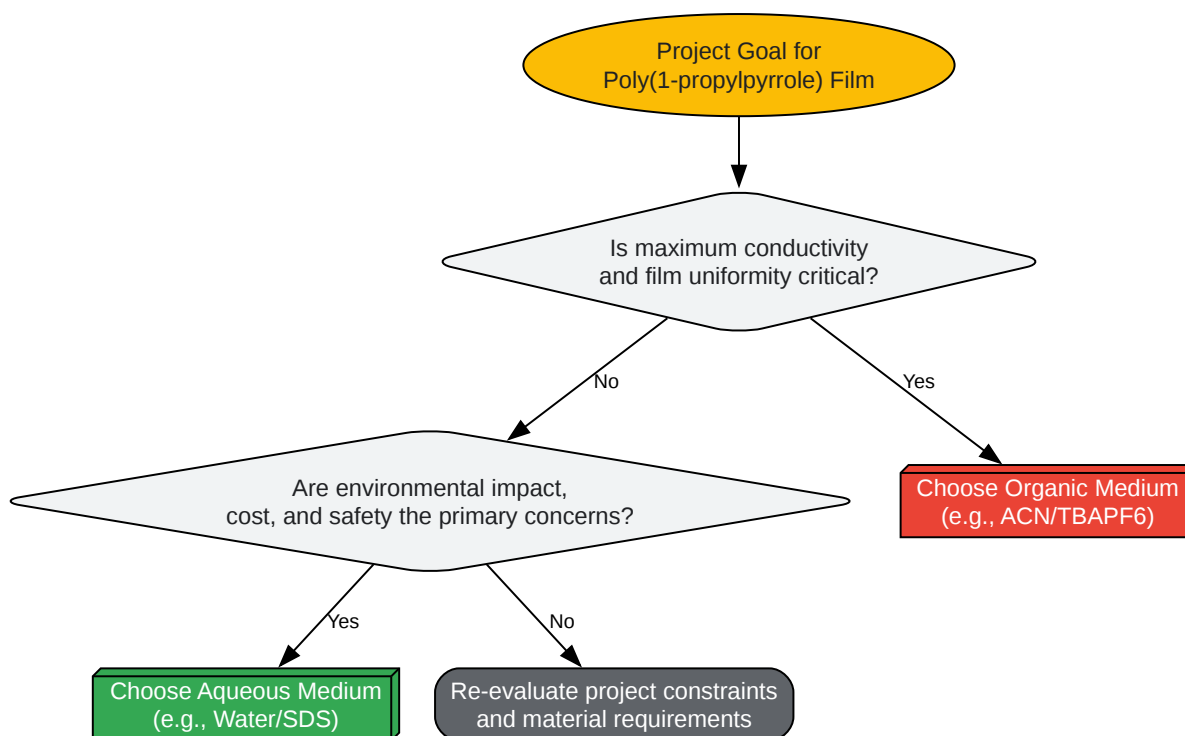 Project Goal for
Poly(1-propylpyrrole) Film
Is maximum conductivity
and film uniformity critical?
No
Yes
Are environmental impact,
cost, and safety the primary concerns?
Choose Organic Medium
(e.g., ACN/TBAPF6)
Yes
No
Choose Aqueous Medium
(e.g., Water/SDS)
Re-evaluate project constraints
and material requirements